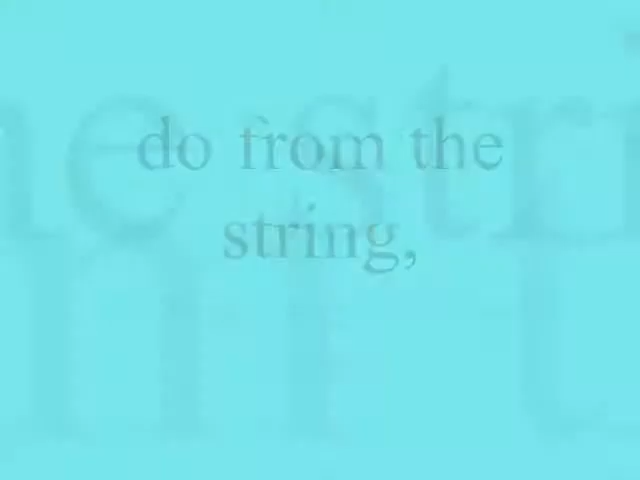 do from the
string,